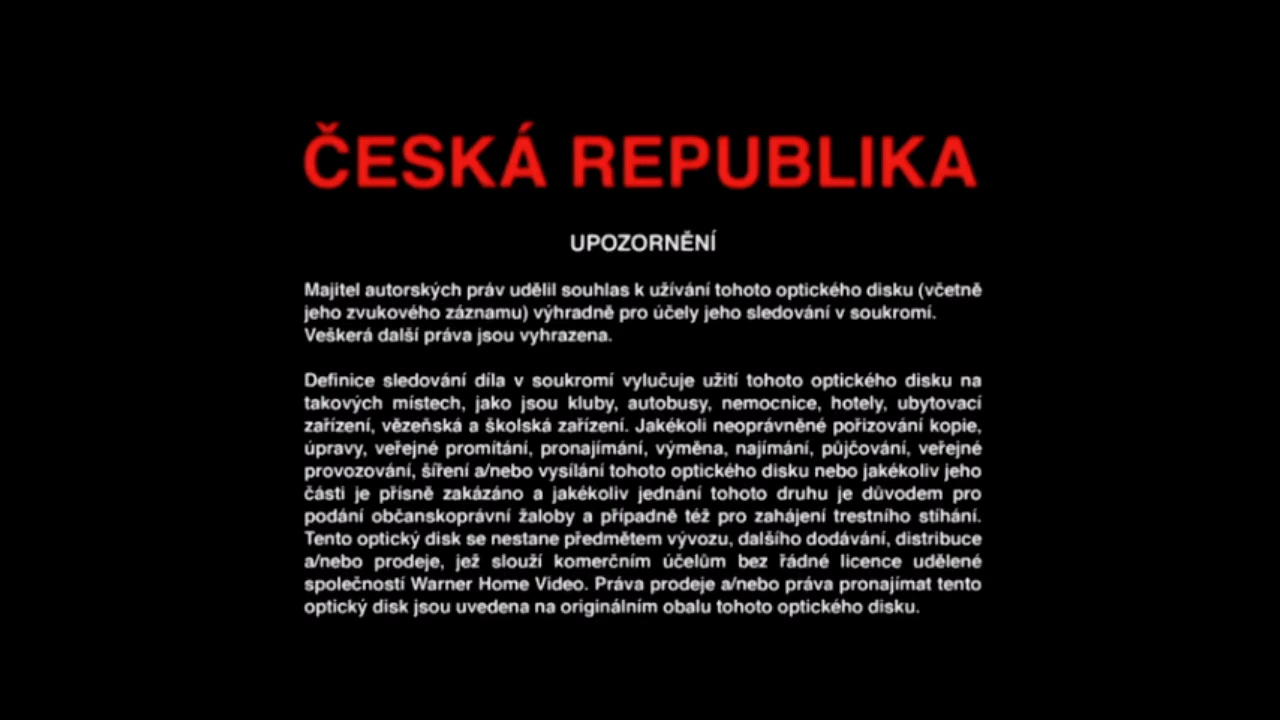 ČESKÁ REPUBLIKA
UPOZORNĚNÍ
Majitel autorských práv udělil souhlas k užívání tohoto optického disku (včetně
jeho zvukového záznamu) výhradně pro účely jeho sledování v soukromí.
Veškerá další práva jsou vyhrazena.
Definice sledování díla v soukromí vylučuje užití tohoto optického disku na
takových místech, jako jsou kluby, autobusy, nemocnice, hotely, ubytovací
zařízení, vězeňská a školská zařízení. Jakékoli neoprávněné pořizování kopie,
úpravy, veřejné promítání, pronajímání, výměna, najímání, půjčování, veřejné
provozování, šíření a/nebo vysílání tohoto optického disku nebo jakékoliv jeho
části je přísně zakázáno a jakékoliv jednání tohoto druhu je důvodem pro
podání občanskoprávní žaloby a případně též pro zahájení trestního stíhání.
Tento optický disk se nestane předmětem vývozu, dalšího dodávání, distribuce
a/nebo prodeje, jež slouží komerčním účelům bez řádné licence udělené
společností Warner Home Video. Práva prodeje a/nebo práva pronajímat tento
optický disk jsou uvedena na originálním obalu tohoto optického disku.